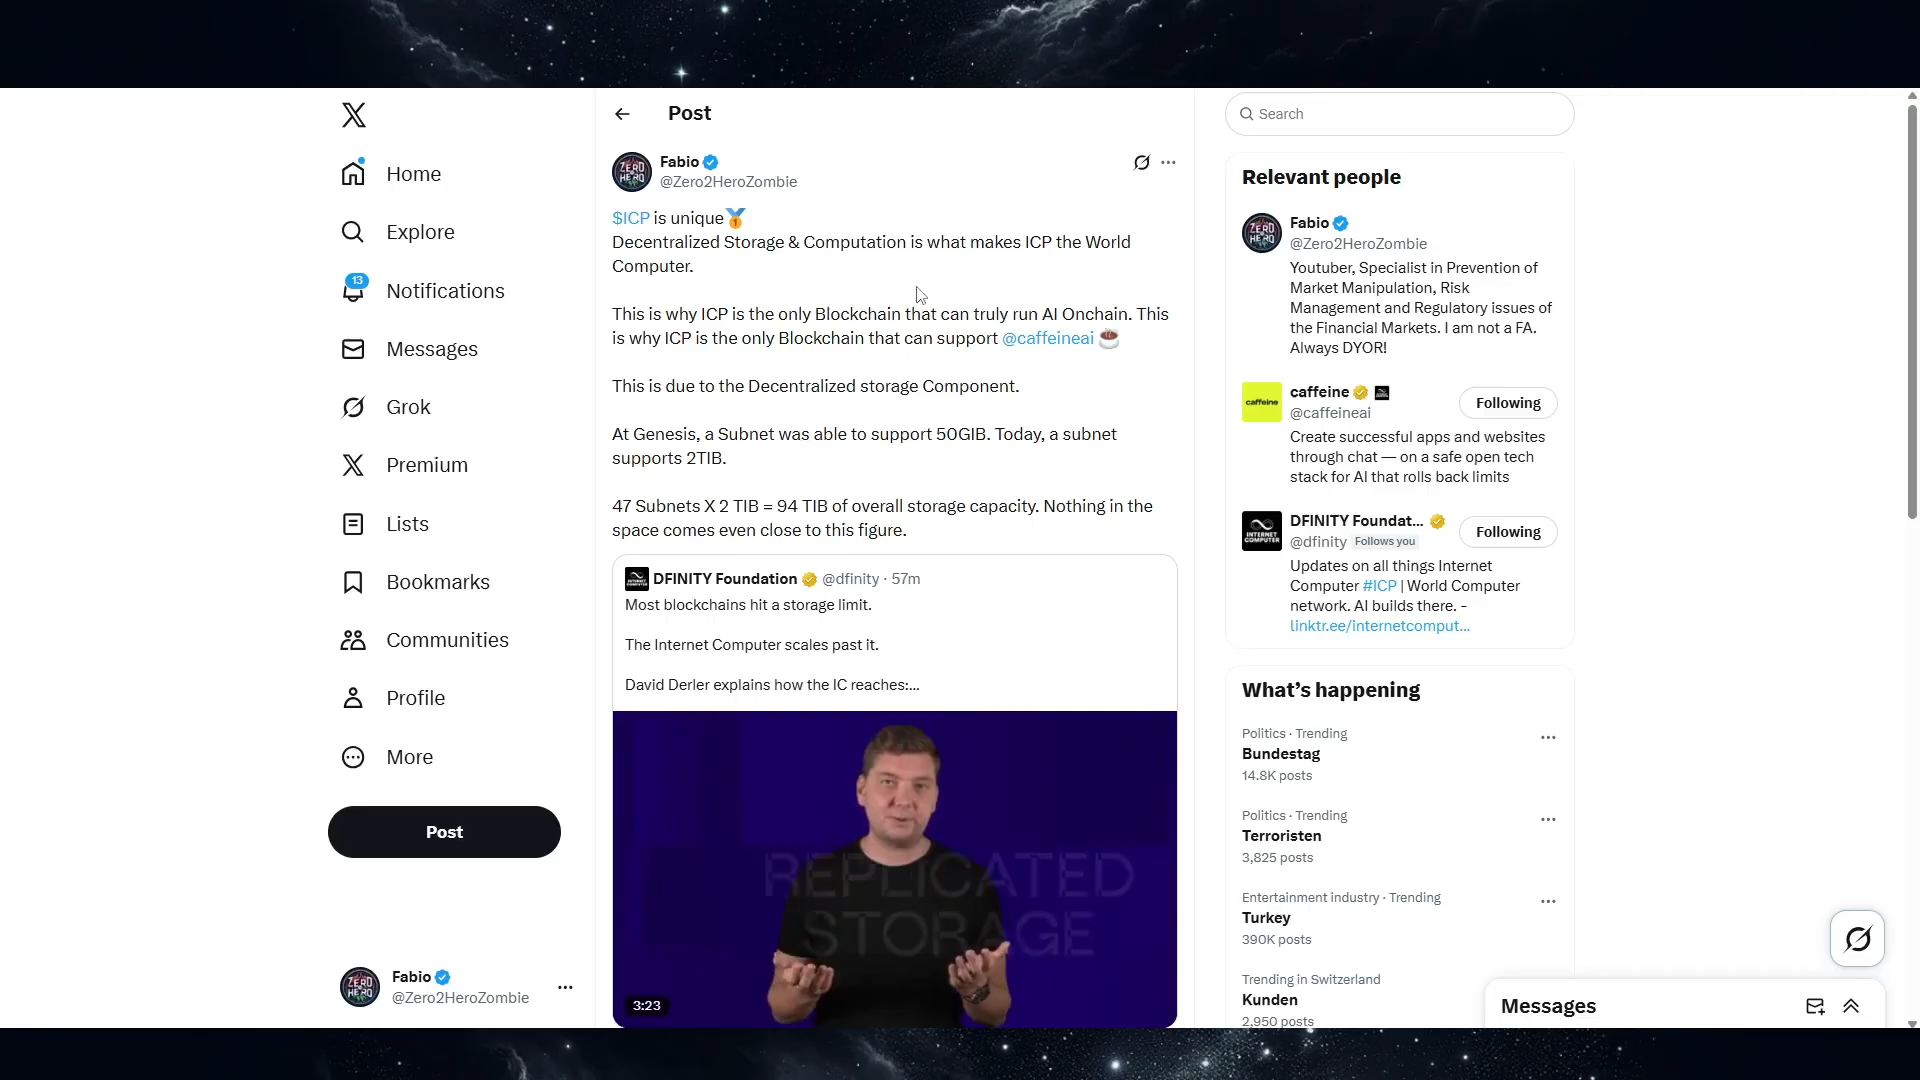 Home
Explore
13
Notifications
Messages
Grok
Premium
Lists
Bookmarks
Communities
Profile
More
Post
Fabio
@Zero2HeroZombie
Post
ZERO
HERO
Fabio
@Zero2HeroZombie
$ICP is unique🥇
Decentralized Storage & Computation is what makes ICP the World
Computer.
This is why ICP is the only Blockchain that can truly run AI Onchain. This
is why ICP is the only Blockchain that can support @caffeineai ☕
This is due to the Decentralized storage Component.
At Genesis, a Subnet was able to support 50GIB. Today, a subnet
supports 2TIB.
47 Subnets X 2 TIB = 94 TIB of overall storage capacity. Nothing in the
space comes even close to this figure.
DFINITY Foundation @dfinity · 57m
Most blockchains hit a storage limit.
The Internet Computer scales past it.
David Derler explains how the IC reaches:...
REPLICATED
STORAGE
3:23
Search
Relevant people
Fabio
@Zero2HeroZombie
Youtuber, Specialist in Prevention of
Market Manipulation, Risk
Management and Regulatory issues of
the Financial Markets. I am not a FA.
Always DYOR!
caffeine
caffeine
@caffeineai
Following
Create successful apps and websites
through chat — on a safe open tech
stack for AI that rolls back limits
INTERNET
COMPUTER
DFINITY Foundat...
@dfinity Follows you
Following
Updates on all things Internet
Computer #ICP | World Computer
network. AI builds there. -
linktr.ee/internetcomput...
What's happening
Politics · Trending
Bundestag
14.8K posts
Politics · Trending
Terroristen
3,825 posts
Entertainment industry · Trending
Turkey
390K posts
Trending in Switzerland
Kunden
2,950 posts
Messages